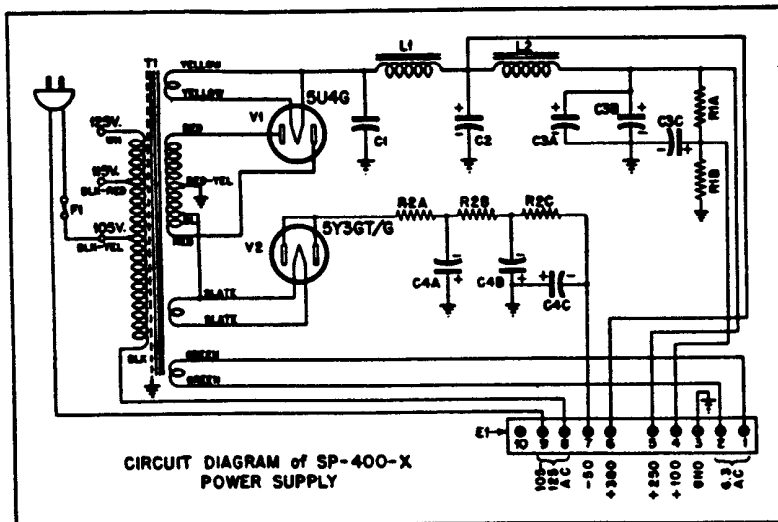 T1
YELLOW
YELLOW
L1
L2
5U4G
V1
C1
C2
C3A
C3B
C3C
R1A
R1B
125V.
115V.
BLK-RED
105V.
BLK-YEL
F1
RED
RED-YEL
RED
V2
5Y3GT/G
R2A
R2B
R2C
C4A
C4B
C4C
SLATE
SLATE
BLK
GREEN
GREEN
E1
10
9
8
7
6
5
4
3
2
1
105
125
AC
-50
+380
+250
+100
GND
6.3
AC
CIRCUIT DIAGRAM of SP-400-X
POWER SUPPLY